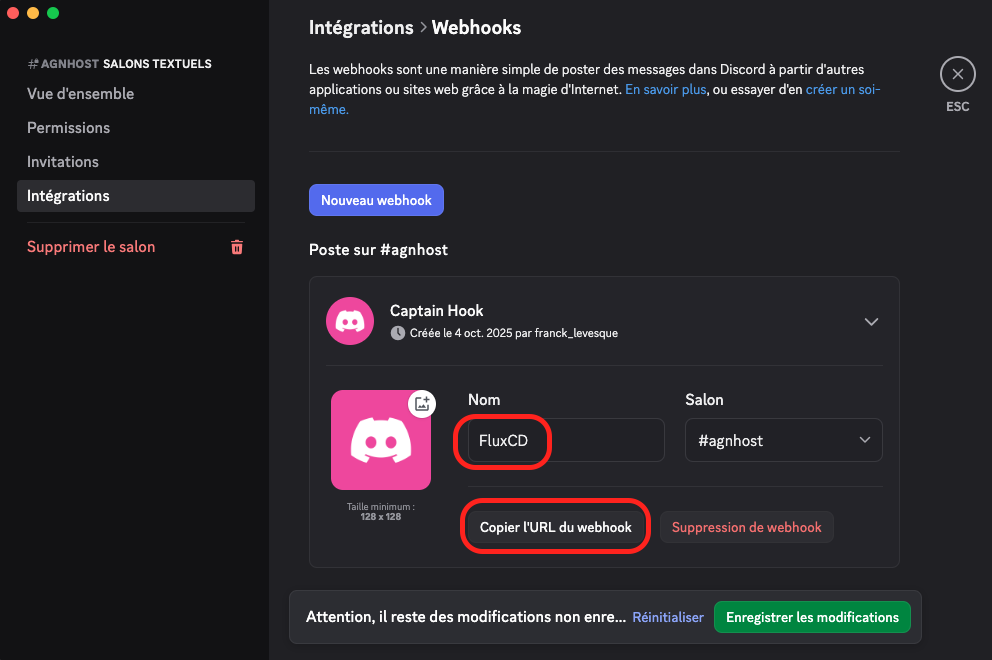 #AGNHOST SALONS TEXTUELS
Vue d'ensemble
Permissions
Invitations
Intégrations
Supprimer le salon
Intégrations > Webhooks
Les webhooks sont une manière simple de poster des messages dans Discord à partir d'autres
applications ou sites web grâce à la magie d'Internet. En savoir plus, ou essayer d'en créer un soi-
même.
ESC
Nouveau webhook
Poste sur #agnhost
Captain Hook
Créée le 4 oct. 2025 par franck_levesque
Taille minimum :
128 x 128
Nom
FluxCD
Salon
#agnhost
Copier l'URL du webhook
Suppression de webhook
Attention, il reste des modifications non enre... Réinitialiser
Enregistrer les modifications